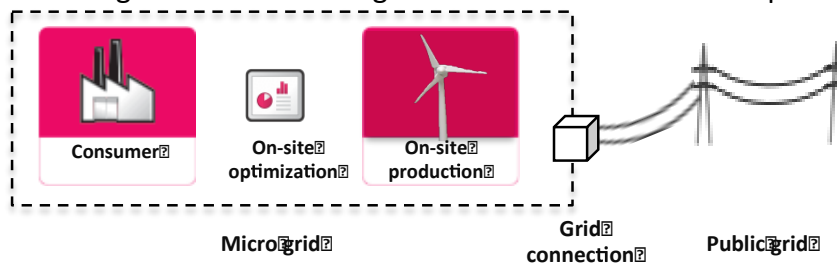 Consumer
On-site
optimization
On-site
production
Micro grid
Grid
connection
Public grid